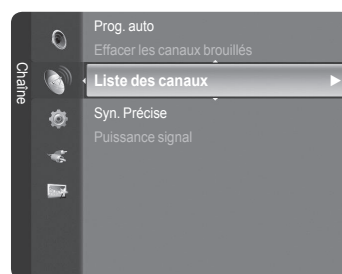 Chaîne
Prog. auto
Effacer les canaux brouillés
Liste des canaux
Syn. Précise
Puissance signal